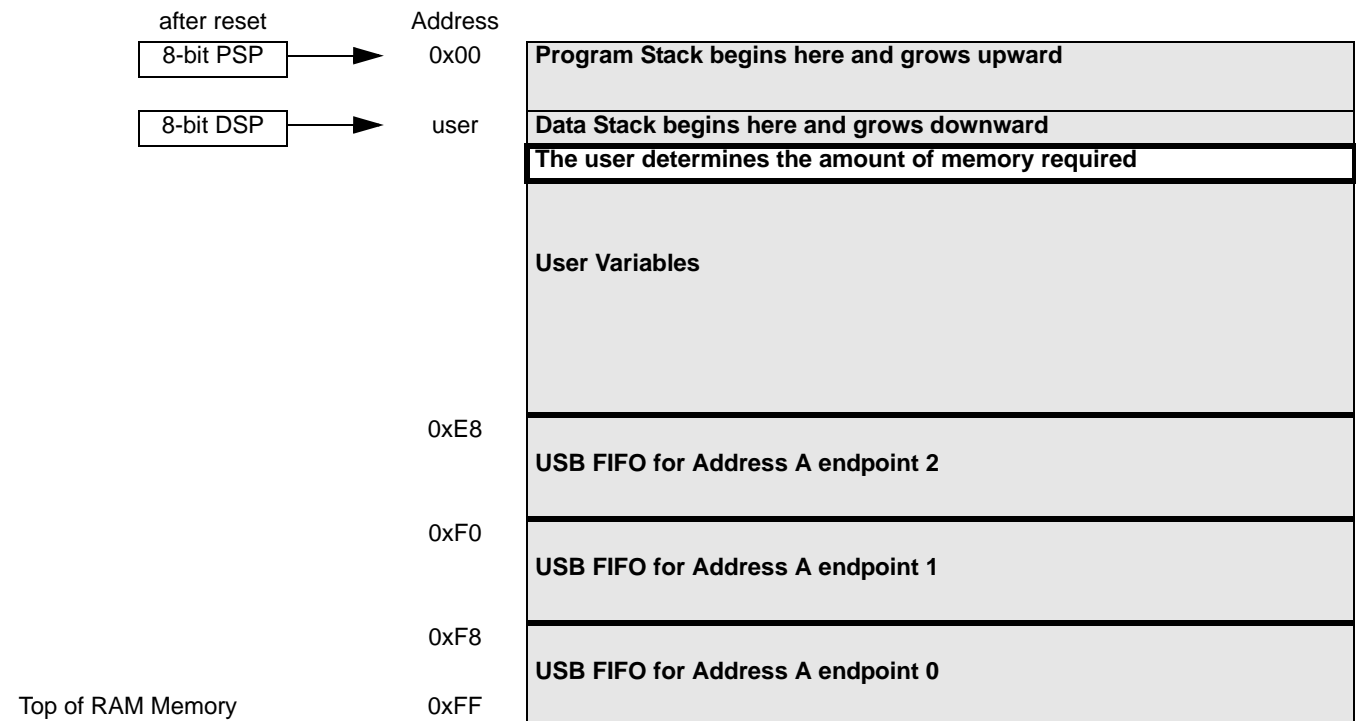 after reset Address
8-bit PSP 0x00 Program Stack begins here and grows upward
8-bit DSP user Data Stack begins here and grows downward
The user determines the amount of memory required
User Variables
0xE8
USB FIFO for Address A endpoint 2
0xF0
USB FIFO for Address A endpoint 1
0xF8
USB FIFO for Address A endpoint 0
Top of RAM Memory 0xFF